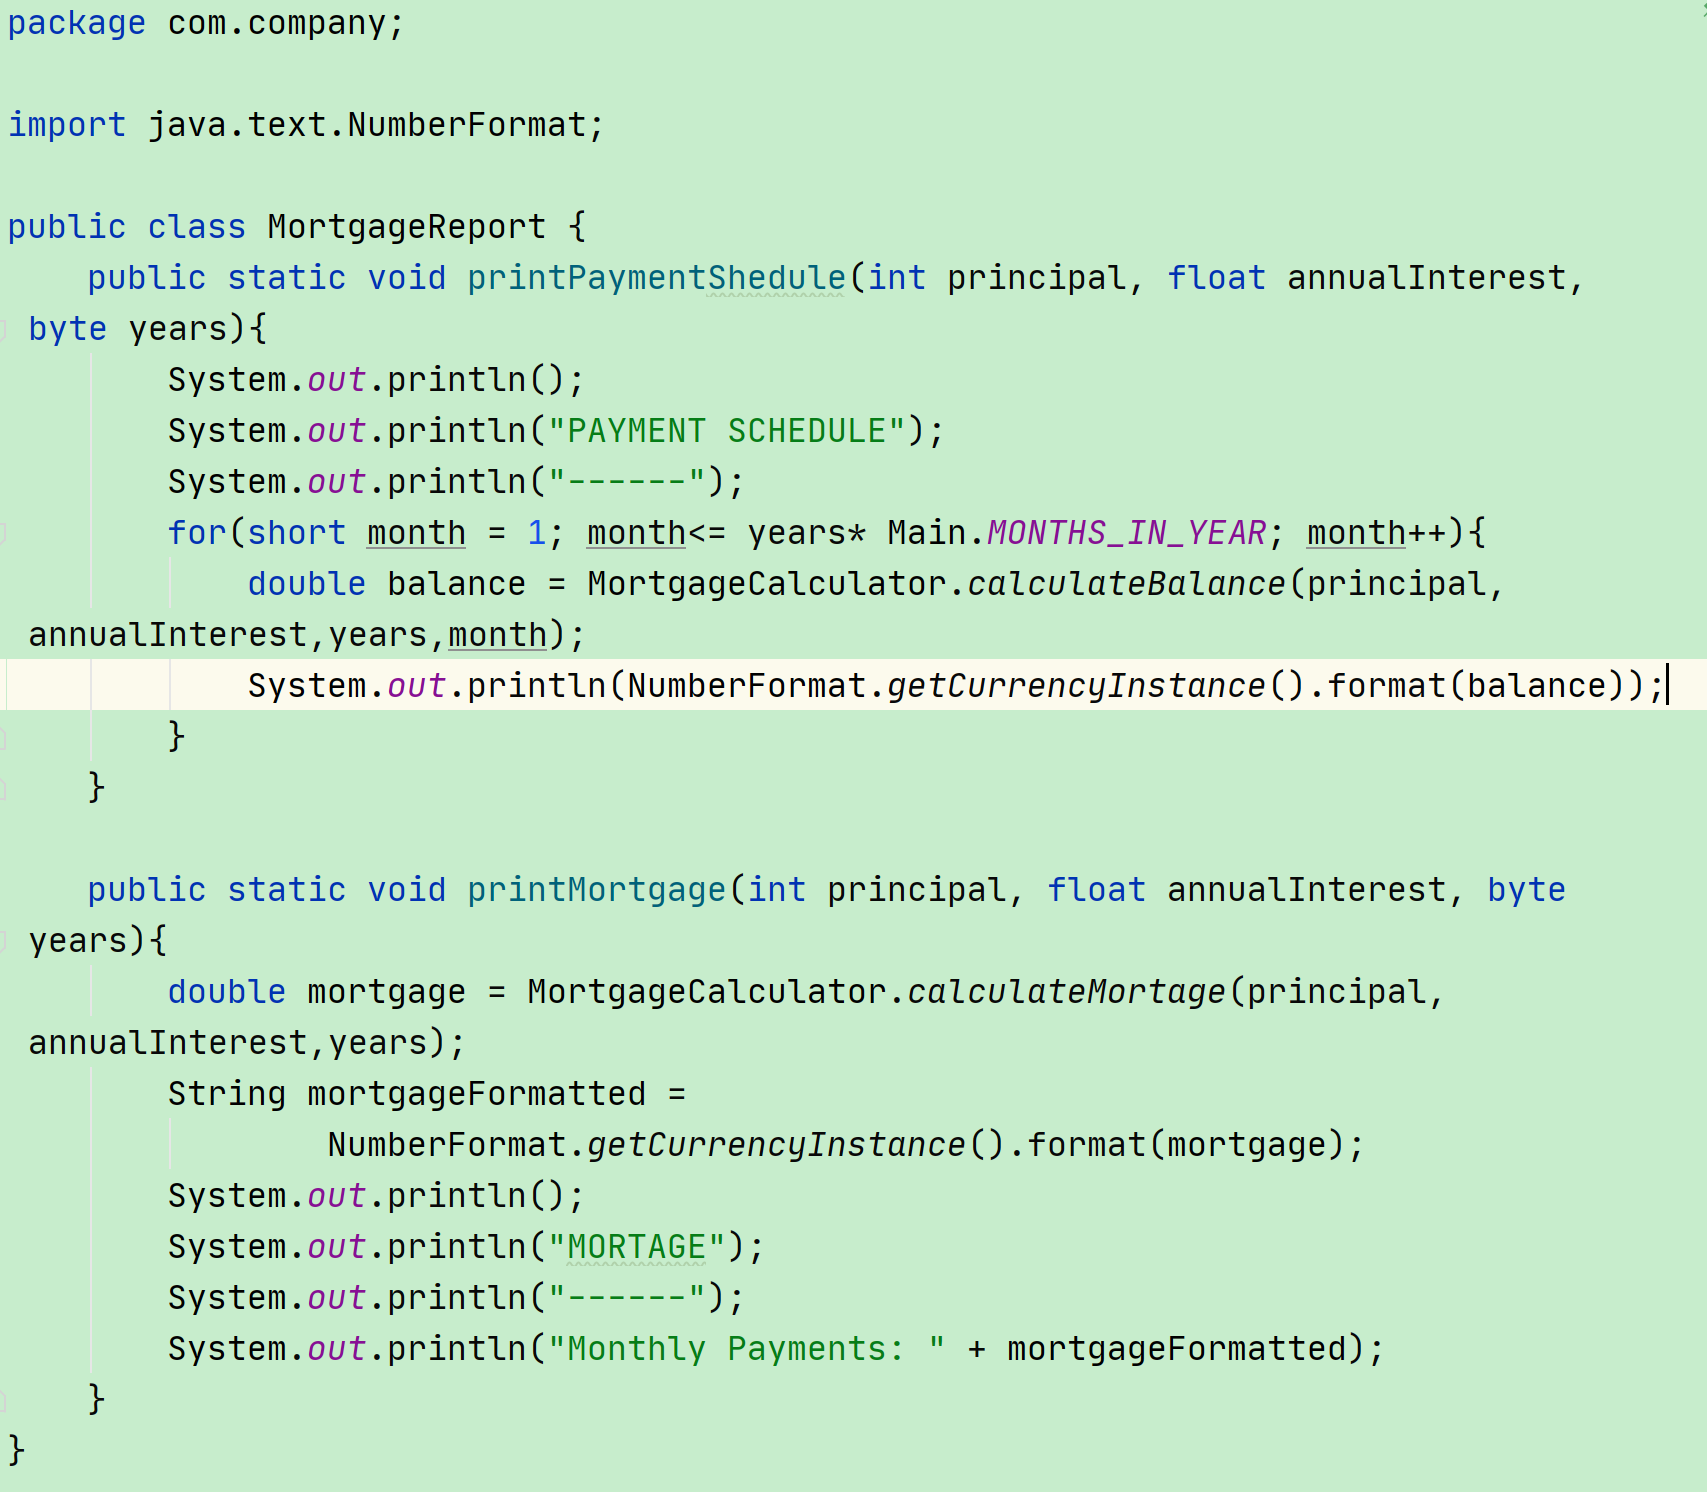 package com.company;
import java.text.NumberFormat;
public class MortgageReport {
public static void printPaymentShedule(int principal, float annualInterest,
byte years){
System.out.println();
System.out.println("PAYMENT SCHEDULE");
System.out.println("------");
for(short month = 1; month<= years* Main.MONTHS_IN_YEAR; month++){
double balance = MortgageCalculator.calculateBalance(principal,
annualInterest,years,month);
System.out.println(NumberFormat.getCurrencyInstance().format(balance));
}
}
public static void printMortgage(int principal, float annualInterest, byte
years){
double mortgage = MortgageCalculator.calculateMortage(principal,
annualInterest,years);
String mortgageFormatted =
NumberFormat.getCurrencyInstance().format(mortgage);
System.out.println();
System.out.println("MORTAGE");
System.out.println("------");
System.out.println("Monthly Payments: " + mortgageFormatted);
}
}